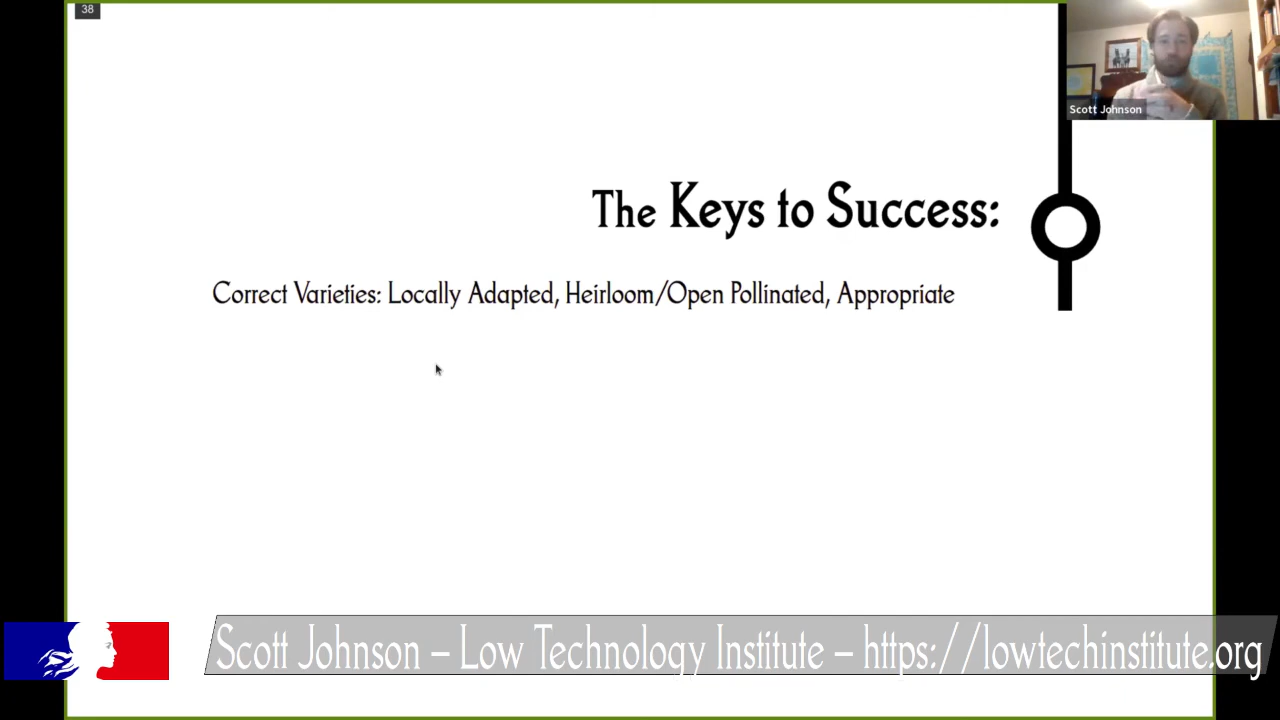 38
Scott Johnson
The Keys to Success:
Correct Varieties: Locally Adapted, Heirloom/Open Pollinated, Appropriate
Scott Johnson – Low Technology Institute – https://lowtechinstitute.org